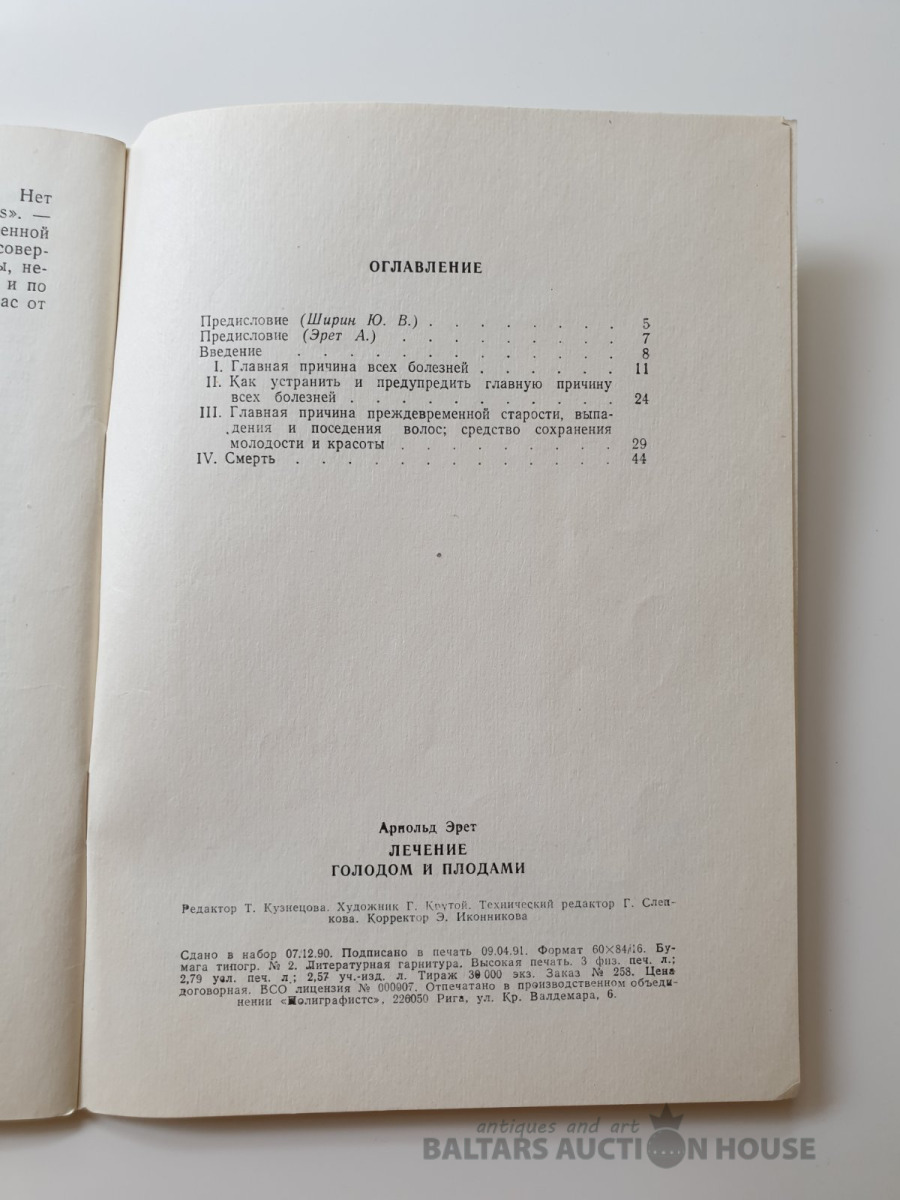 Нет
s». —
енной
совер-
ы, не-
и по
ас от
ОГЛАВЛЕНИЕ
Предисловие (Ширин Ю. В.) . . . . . . . . 5
Предисловие (Эрет А.) . . . . . . . . . 7
Введение . . . . . . . . . . . . . 8
I. Главная причина всех болезней . . . . . . 11
II. Как устранить и предупредить главную причину
всех болезней . . . . . . . . . . . 24
III. Главная причина преждевременной старости, выпа-
дения и поседения волос; средство сохранения
молодости и красоты . . . . . . . . . 29
IV. Смерть . . . . . . . . . . . . . 44
Арнольд Эрет
ЛЕЧЕНИЕ
ГОЛОДОМ И ПЛОДАМИ
Редактор Т. Кузнецова. Художник Г. Крутой. Технический редактор Г. Слеп-
кова. Корректор Э. Иконникова
Сдано в набор 07.12.90. Подписано в печать 09.04.91. Формат 60×84/16. Бу-
мага типогр. № 2. Литературная гарнитура. Высокая печать. 3 физ. печ. л.;
2,79 усл. печ. л.; 2,57 уч.-изд. л. Тираж 30 000 экз. Заказ № 258. Цена
договорная. ВСО лицензия № 000007. Отпечатано в производственном объеди-
нении «Полиграфистс», 226050 Рига, ул. Кр. Валдемара, 6.
antiques and art
BALTARS AUCTION HOUSE